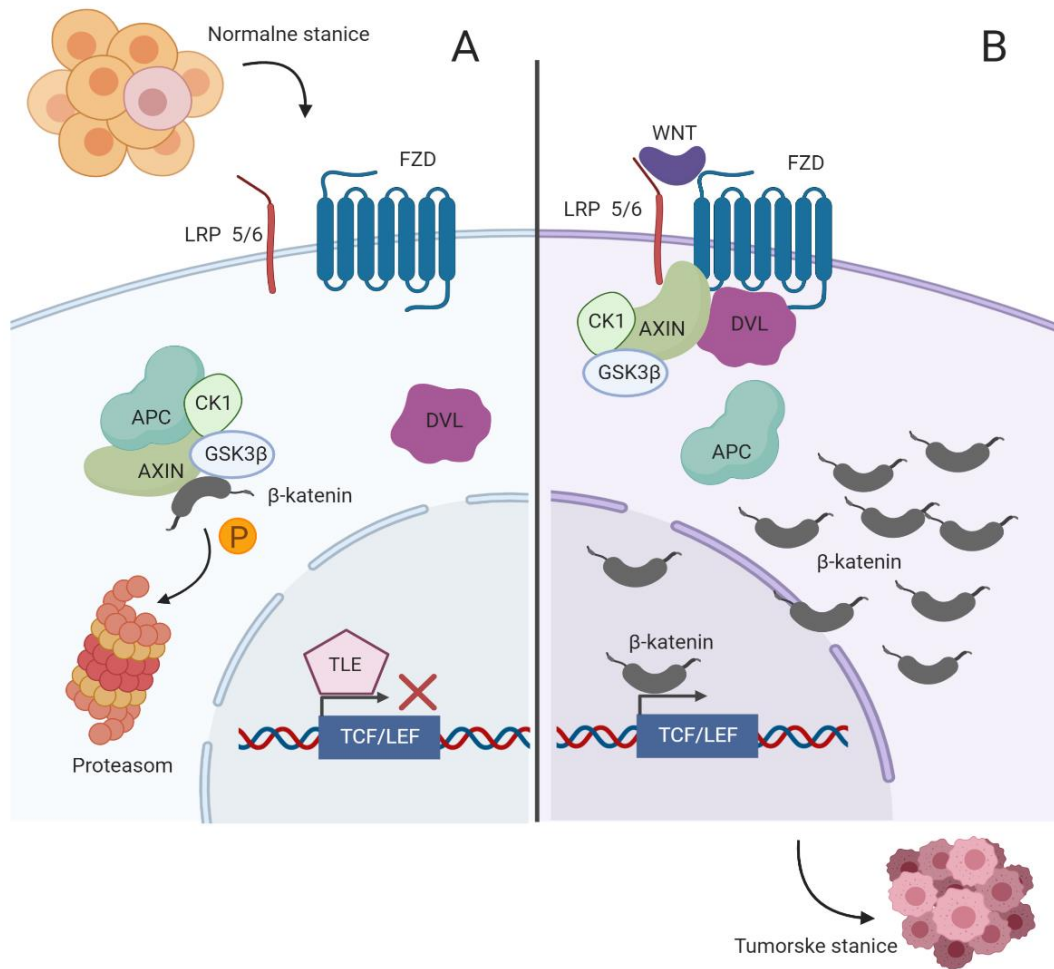 Normalne stanice
A
FZD
LRP 5/6
APC
CK1
GSK3β
AXIN
β-katenin
DVL
P
Proteasom
TLE
TCF/LEF
B
WNT
FZD
LRP 5/6
CK1
AXIN
DVL
GSK3β
APC
β-katenin
β-katenin
TCF/LEF
Tumorske stanice